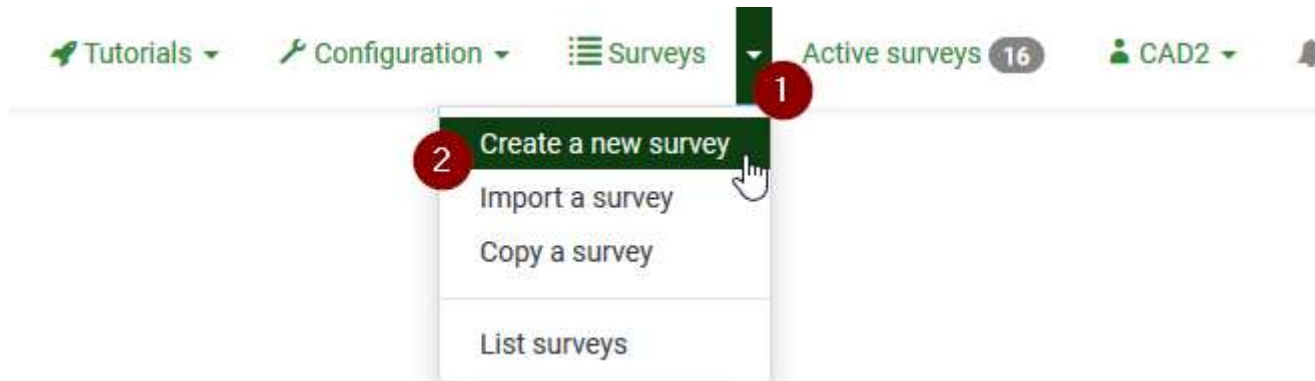 Tutorials Configuration Surveys Active surveys 16 CAD2
1
2 Create a new survey
Import a survey
Copy a survey
List surveys